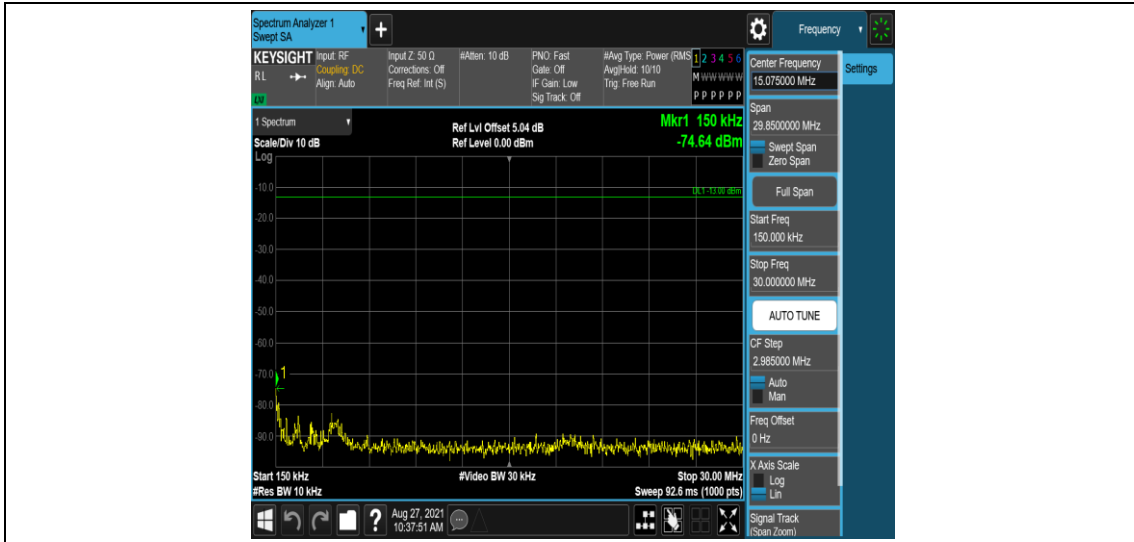 Spectrum Analyzer 1
Swept SA
+
Frequency
KEYSIGHT
RL
Input: RF
Coupling: DC
Align: Auto
Input Z: 50 Ω
Corrections: Off
Freq Ref: Int (S)
#Atten: 10 dB
PNO: Fast
Gate: Off
IF Gain: Low
Sig Track: Off
#Avg Type: Power (RMS
Avg|Hold: 10/10
Trig: Free Run
1 2 3 4 5 6
M W W W W W
P P P P P P
1 Spectrum
Scale/Div 10 dB
Log
Ref Lvl Offset 5.04 dB
Ref Level 0.00 dBm
Mkr1 150 kHz
-74.64 dBm
DL1 -13.00 dBm
-10.0
-20.0
-30.0
-40.0
-50.0
-60.0
-70.0
-80.0
-90.0
1
Start 150 kHz
#Res BW 10 kHz
#Video BW 30 kHz
Stop 30.00 MHz
Sweep 92.6 ms (1000 pts)
?
Aug 27, 2021
10:37:51 AM
Center Frequency
15.075000 MHz
Settings
Span
29.8500000 MHz
Swept Span
Zero Span
Full Span
Start Freq
150.000 kHz
Stop Freq
30.000000 MHz
AUTO TUNE
CF Step
2.985000 MHz
Auto
Man
Freq Offset
0 Hz
X Axis Scale
Log
Lin
Signal Track
(Span Zoom)